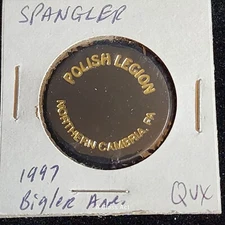 SPANGLER
POLISH LEGION
NORTHERN CAMBRIA, PA
1997
Bigler Ave.
QVX